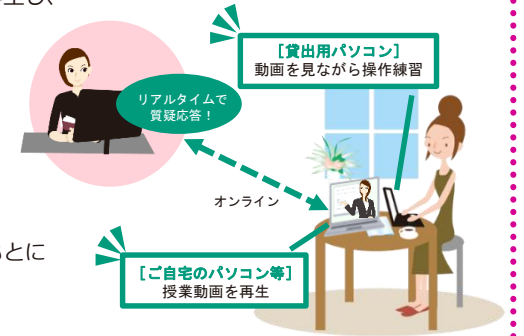 [貸出用パソコン]
動画を見ながら操作練習
リアルタイムで
質疑応答！
オンライン
もとに
[ご自宅のパソコン等]
授業動画を再生